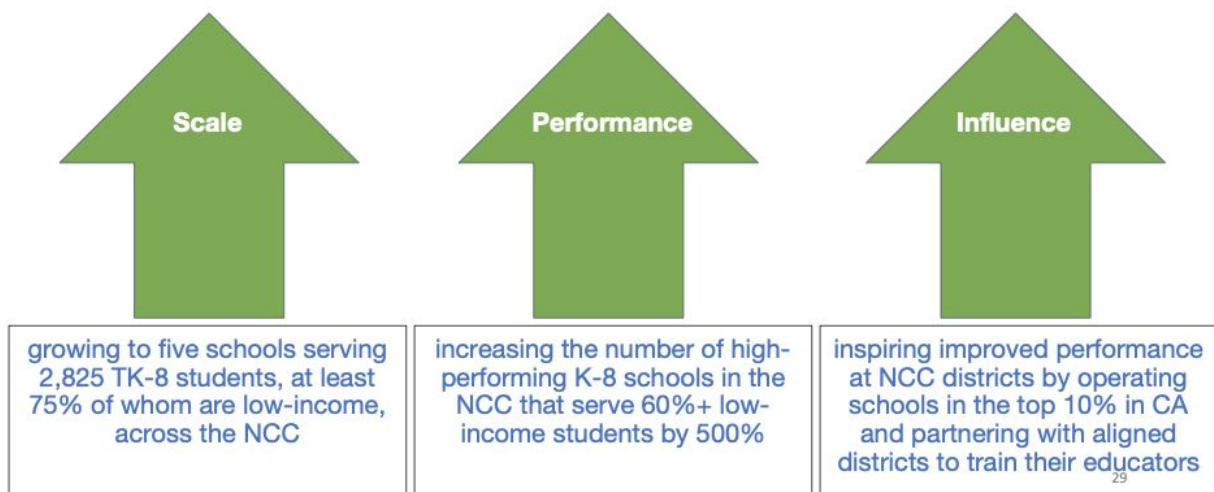 Scale
Performance
Influence
growing to five schools serving
2,825 TK-8 students, at least
75% of whom are low-income,
across the NCC
increasing the number of high-
performing K-8 schools in the
NCC that serve 60%+ low-
income students by 500%
inspiring improved performance
at NCC districts by operating
schools in the top 10% in CA
and partnering with aligned
districts to train their educators
29